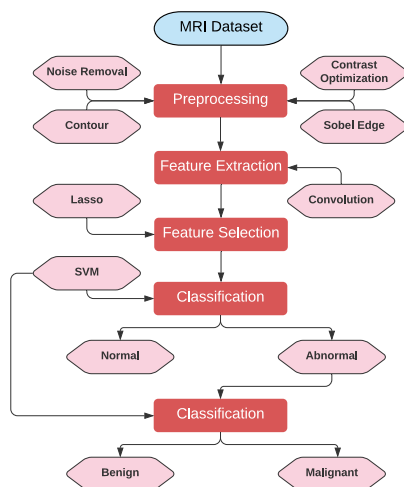 MRI Dataset
Noise Removal
Contrast
Optimization
Preprocessing
Contour
Sobel Edge
Feature Extraction
Lasso
Convolution
Feature Selection
SVM
Classification
Normal
Abnormal
Classification
Benign
Malignant